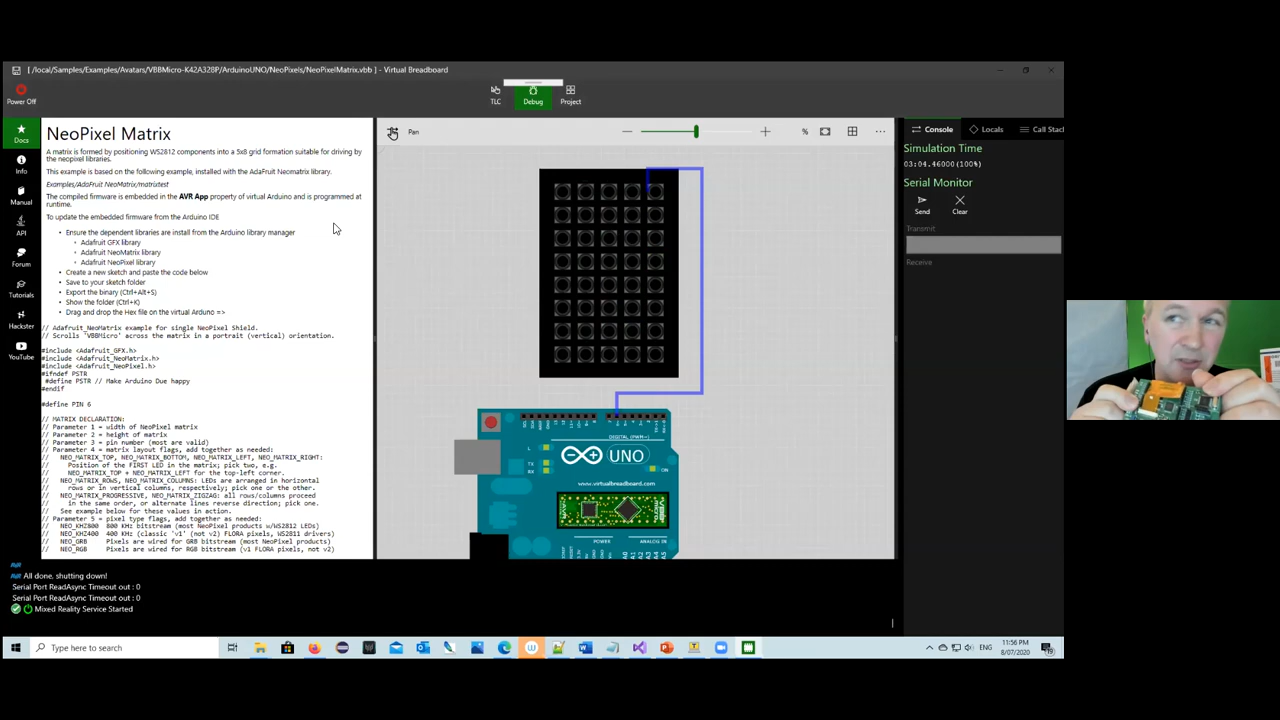 [ /local/Samples/Examples/Avatars/VBBMicro-K42A328P/ArduinoUNO/NeoPixels/NeoPixelMatrix.vbb ] - Virtual Breadboard
Power Off
TLC
Debug
Project
Docs
Info
Manual
API
Forum
Tutorials
Hackster
YouTube
NeoPixel Matrix
A matrix is formed by positioning WS2812 components into a 5x8 grid formation suitable for driving by
the neopixel libraries.
This example is based on the following example, installed with the AdaFruit Neomatrix library.
Examples/AdaFruit NeoMatrix/matrixtest
The compiled firmware is embedded in the AVR App property of virtual Arduino and is programmed at
runtime.
To update the embedded firmware from the Arduino IDE
• Ensure the dependent libraries are install from the Arduino library manager
• Adafruit GFX library
• Adafruit NeoMatrix library
• Adafruit NeoPixel library
• Create a new sketch and paste the code below
• Save to your sketch folder
• Export the binary (Ctrl+Alt+S)
• Show the folder (Ctrl+K)
• Drag and drop the Hex file on the virtual Arduno =>
// Adafruit_NeoMatrix example for single NeoPixel Shield.
// Scrolls 'VBBMicro' across the matrix in a portrait (vertical) orientation.
#include <Adafruit_GFX.h>
#include <Adafruit_NeoMatrix.h>
#include <Adafruit_NeoPixel.h>
#ifndef PSTR
#define PSTR // Make Arduino Due happy
#endif
#define PIN 6
// MATRIX DECLARATION:
// Parameter 1 = width of NeoPixel matrix
// Parameter 2 = height of matrix
// Parameter 3 = pin number (most are valid)
// Parameter 4 = matrix layout flags, add together as needed:
// NEO_MATRIX_TOP, NEO_MATRIX_BOTTOM, NEO_MATRIX_LEFT, NEO_MATRIX_RIGHT:
// Position of the FIRST LED in the matrix; pick two, e.g.
// NEO_MATRIX_TOP + NEO_MATRIX_LEFT for the top-left corner.
// NEO_MATRIX_ROWS, NEO_MATRIX_COLUMNS: LEDs are arranged in horizontal
// rows or in vertical columns, respectively; pick one or the other.
// NEO_MATRIX_PROGRESSIVE, NEO_MATRIX_ZIGZAG: all rows/columns proceed
// in the same order, or alternate lines reverse direction; pick one.
// See example below for these values in action.
// Parameter 5 = pixel type flags, add together as needed:
// NEO_KHZ800 800 KHz bitstream (most NeoPixel products w/WS2812 LEDs)
// NEO_KHZ400 400 KHz (classic 'v1' (not v2) FLORA pixels, WS2811 drivers)
// NEO_GRB Pixels are wired for GRB bitstream (most NeoPixel products)
// NEO_RGB Pixels are wired for RGB bitstream (v1 FLORA pixels, not v2)
Pan
%
DIGITAL (PWM~)
L
TX
RX
UNO
ON
www.virtualbreadboard.com
POWER
ANALOG IN
A0
A1
A2
A3
A4
A5
Console
Locals
Call Stack
Simulation Time
03:04.46000(100%)
Serial Monitor
Send
Clear
Transmit
Receive
All done, shutting down!
Serial Port ReadAsync Timeout out : 0
Serial Port ReadAsync Timeout out : 0
Mixed Reality Service Started
Type here to search
ENG
11:56 PM
8/07/2020